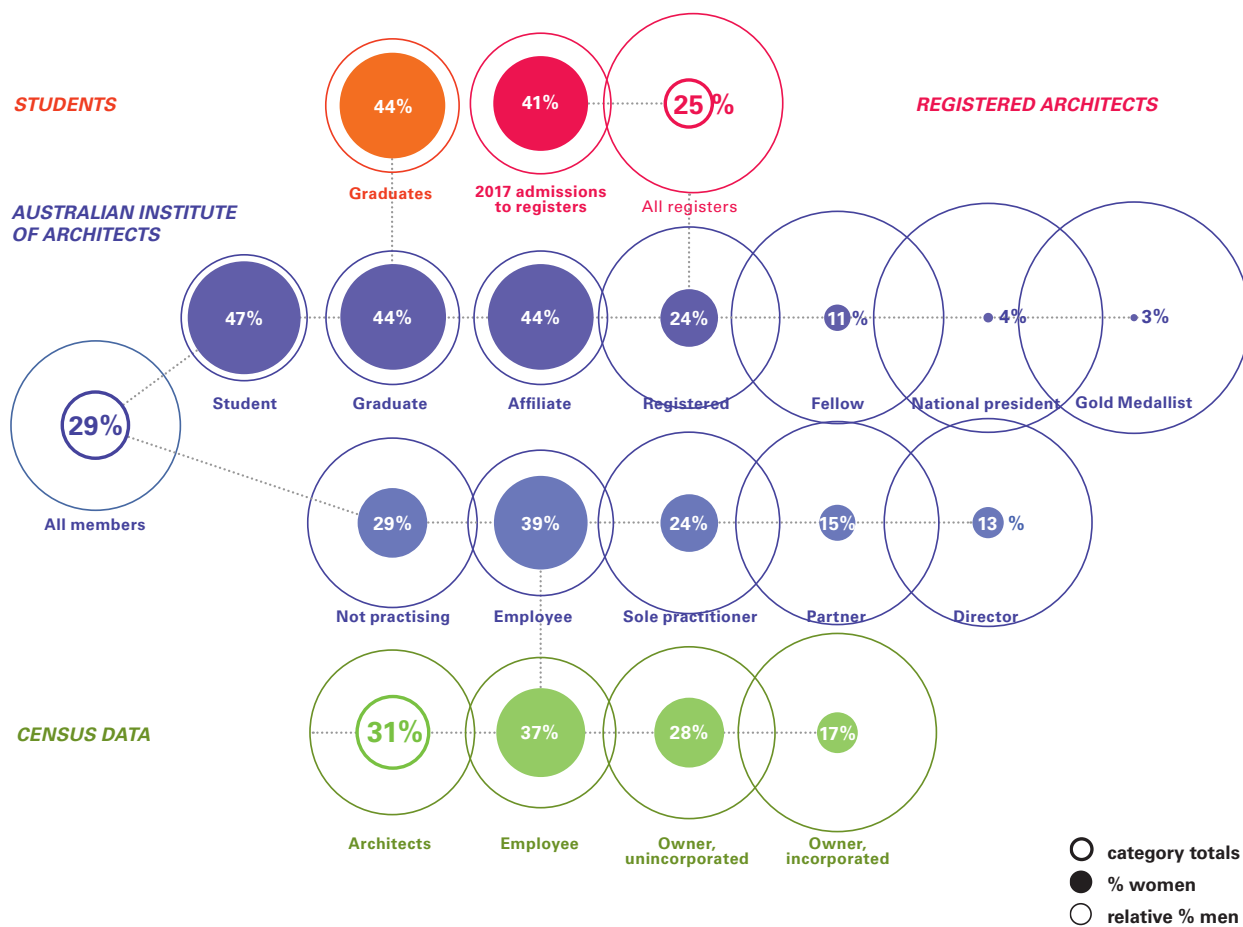 STUDENTS
44%
41%
25%
REGISTERED ARCHITECTS
Graduates
2017 admissions
to registers
All registers
AUSTRALIAN INSTITUTE
OF ARCHITECTS
47%
44%
44%
24%
11%
4%
3%
Student
Graduate
Affiliate
Registered
Fellow
National president
Gold Medallist
29%
All members
29%
39%
24%
15%
13 %
Not practising
Employee
Sole practitioner
Partner
Director
CENSUS DATA
31%
37%
28%
17%
Architects
Employee
Owner,
unincorporated
Owner,
incorporated
category totals
% women
relative % men